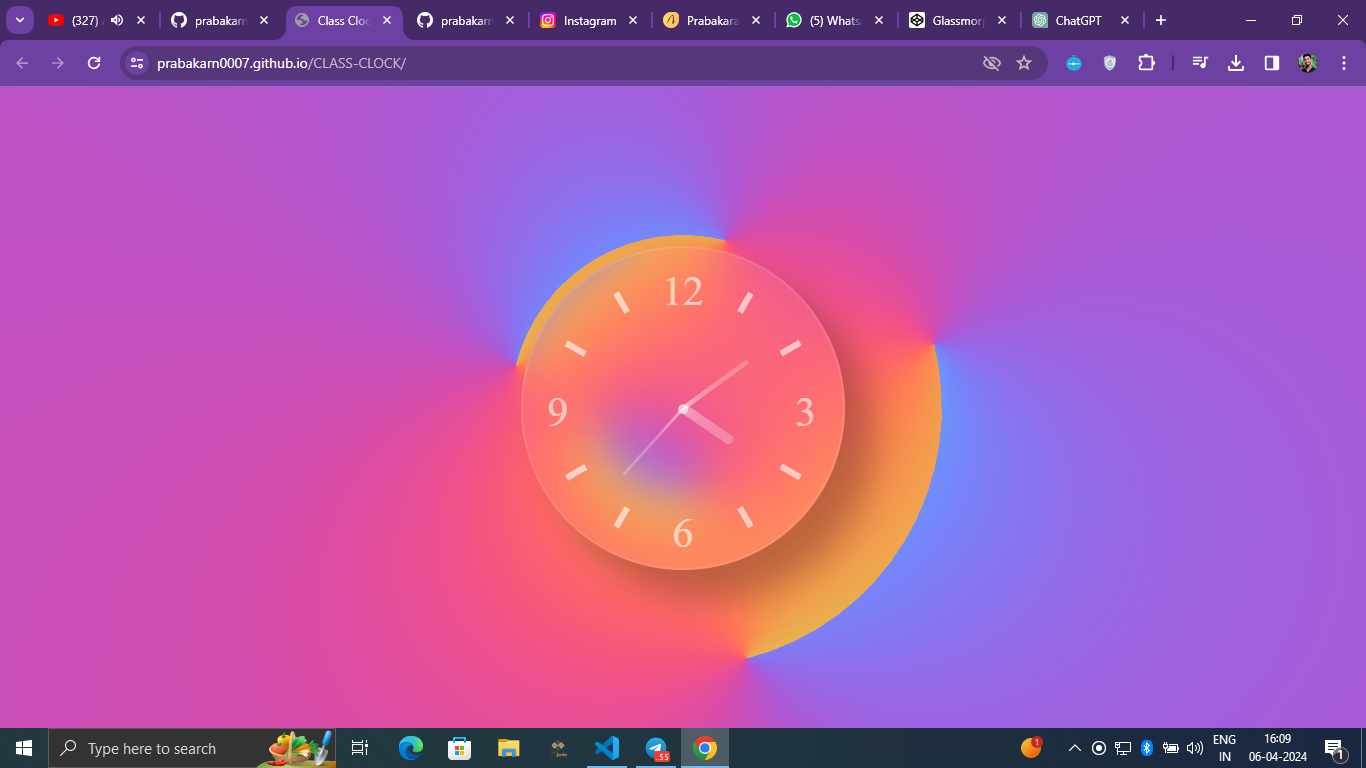 (327)
prabakarn
Class Cloc
prabakarn
Instagram
Prabakara
(5) Whats
Glassmorp
ChatGPT
prabakarn0007.github.io/CLASS-CLOCK/
12
9
3
6
Type here to search
.55
1
ENG
IN
16:09
06-04-2024
1